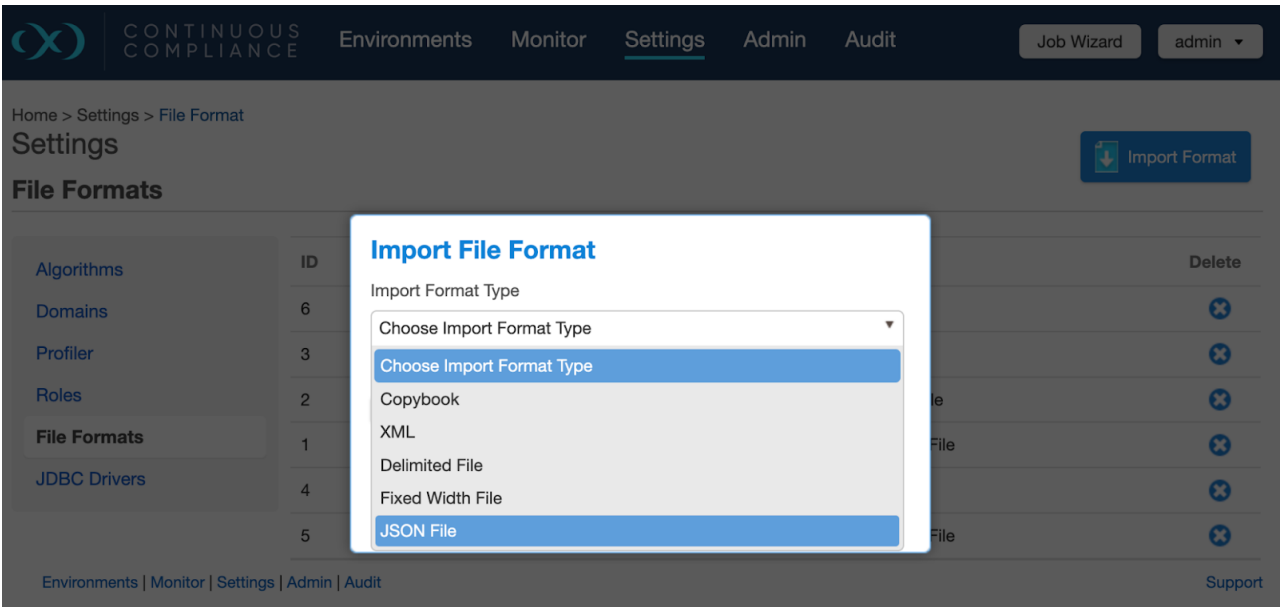 CONTINUOUS
COMPLIANCE
Environments Monitor Settings Admin Audit
Job Wizard
admin
Home > Settings > File Format
Settings
Import Format
File Formats
Algorithms
Domains
Profiler
Roles
File Formats
JDBC Drivers
ID
Delete
6
3
2
le
1
File
4
5
File
Import File Format
Import Format Type
Choose Import Format Type
Choose Import Format Type
Copybook
XML
Delimited File
Fixed Width File
JSON File
Environments | Monitor | Settings | Admin | Audit
Support